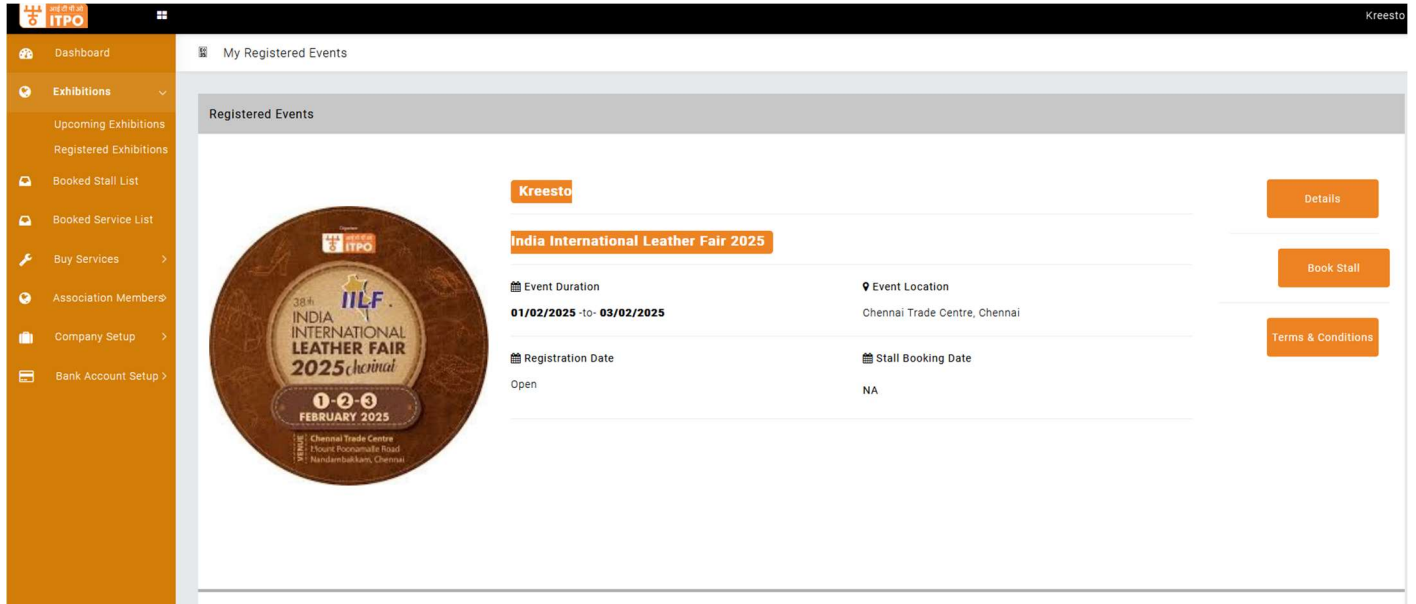 आई टी पी ओ
ITPO
Kreesto
Dashboard
My Registered Events
Exhibitions
Upcoming Exhibitions
Registered Exhibitions
Booked Stall List
Booked Service List
Buy Services
Association Members
Company Setup
Bank Account Setup
Registered Events
Organiser
आई टी पी ओ
ITPO
38th
IILF
INDIA
INTERNATIONAL
LEATHER FAIR
2025 chennai
1-2-3
FEBRUARY 2025
VENUE
Chennai Trade Centre
Mount Poonamalle Road
Nandambakkam, Chennai
Kreesto
India International Leather Fair 2025
Event Duration
01/02/2025 -to- 03/02/2025
Event Location
Chennai Trade Centre, Chennai
Registration Date
Open
Stall Booking Date
NA
Details
Book Stall
Terms & Conditions